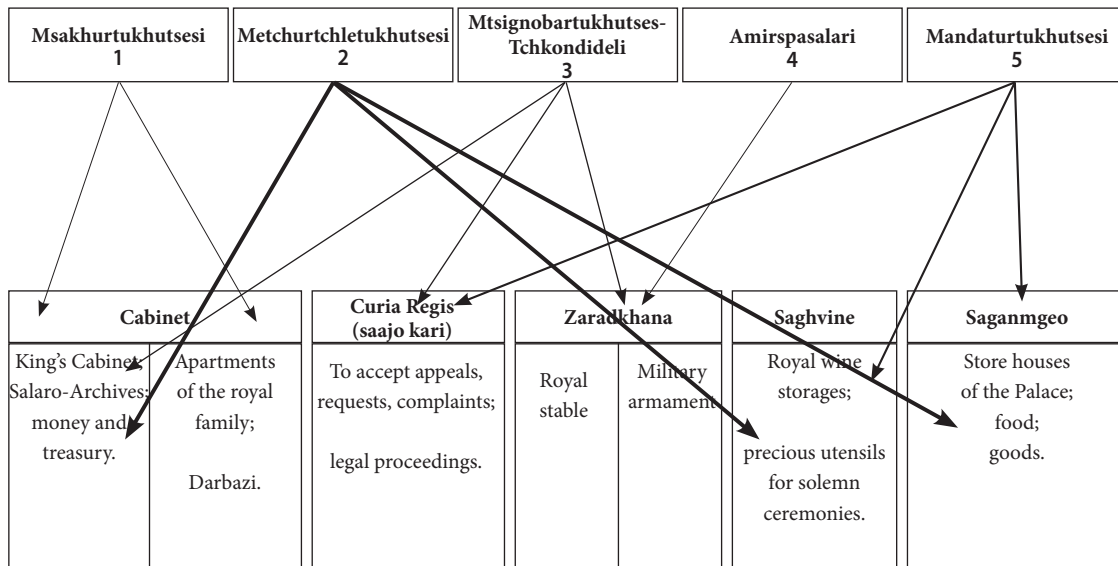 Msakhurtukhutsesi
1
Metchurtchletukhutsesi
2
Mtsignobartukhutses-
Tchkondideli
3
Amirspasalari
4
Mandaturtukhutsesi
5
Cabinet
King's Cabinet;
Salaro-Archives;
money and
treasury.
Apartments
of the royal
family;
Darbazi.
Curia Regis
(saajo kari)
To accept appeals,
requests, complaints;
legal proceedings.
Zaradkhana
Royal
stable
Military
armament
Saghvine
Royal wine
storages;
precious utensils
for solemn
ceremonies.
Saganmgeo
Store houses
of the Palace;
food;
goods.